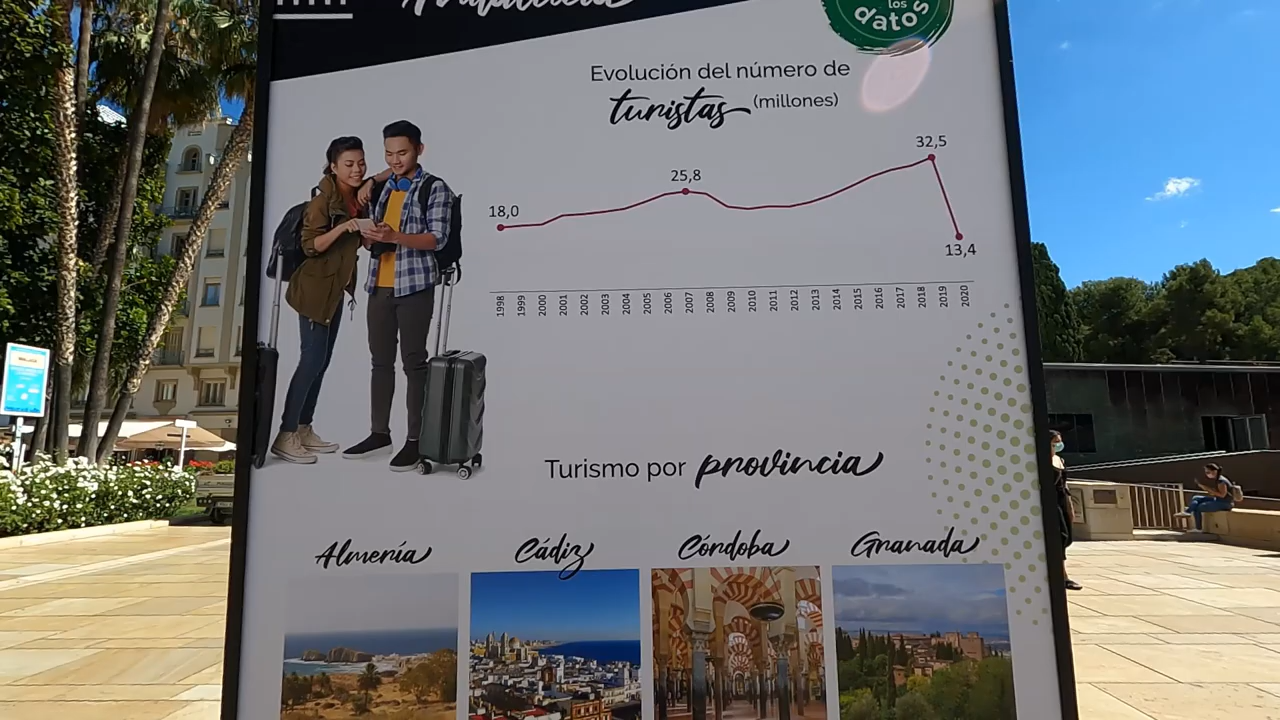 Andalucía
los
datos
Evolución del número de
turistas (millones)
32,5
25,8
18,0
13,4
1998 1999 2000 2001 2002 2003 2004 2005 2006 2007 2008 2009 2010 2011 2012 2013 2014 2015 2016 2017 2018 2019 2020
Turismo por provincia
Almería Cádiz Córdoba Granada